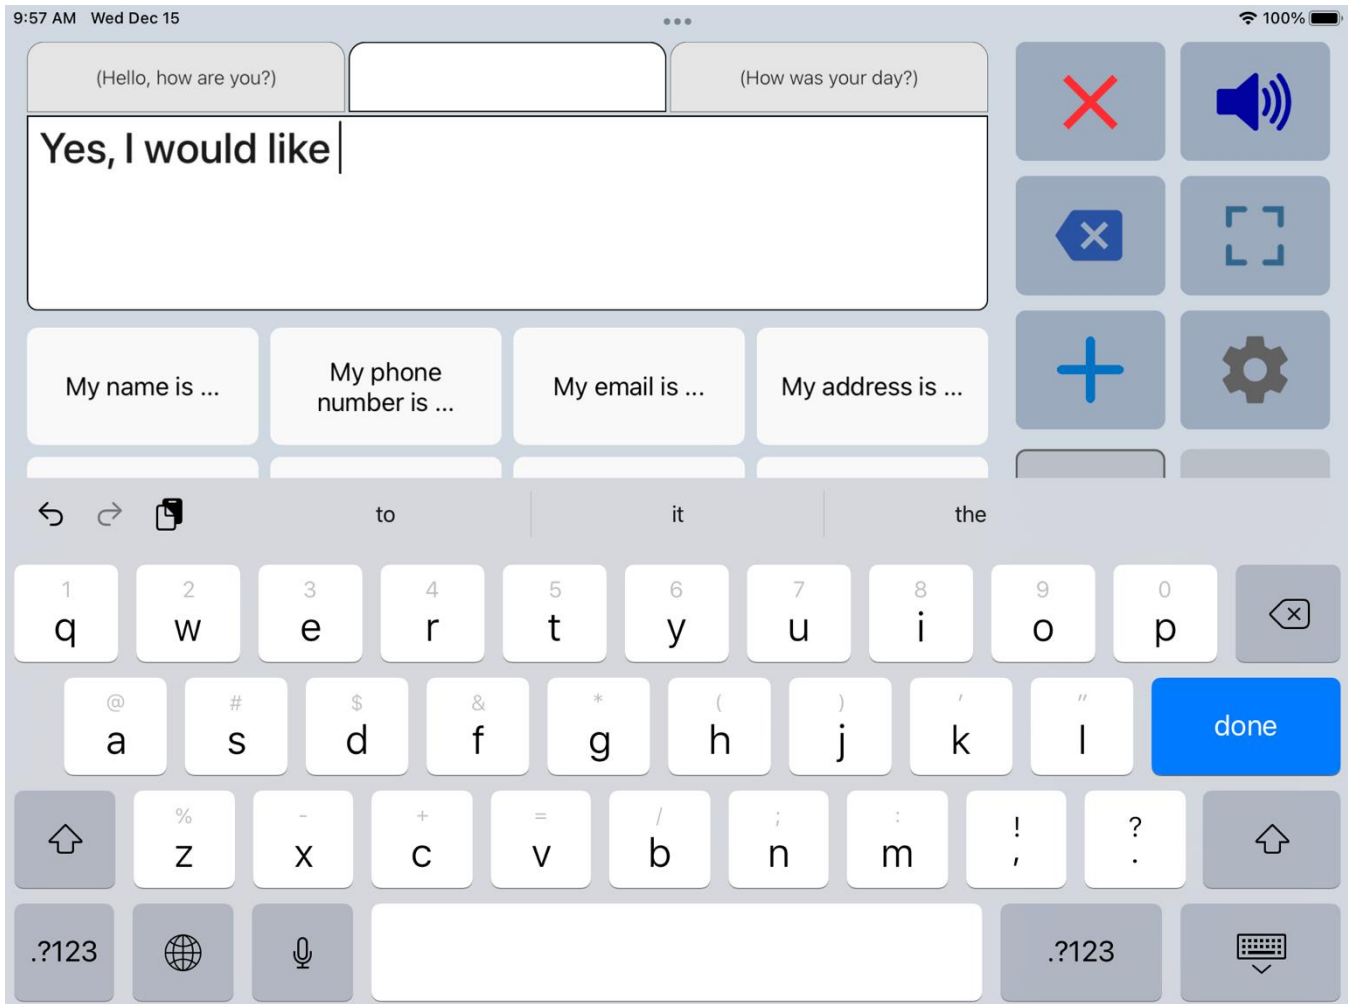 9:57 AM Wed Dec 15
100%
(Hello, how are you?)
(How was your day?)
Yes, I would like
My name is ...
My phone
number is ...
My email is ...
My address is ...
to it the
1 2 3 4 5 6 7 8 9 0
q w e r t y u i o p
@ # $ & * ( ) ' "
a s d f g h j k l
done
% - + = / ; : ! ?
z x c v b n m , .
.?123
.?123